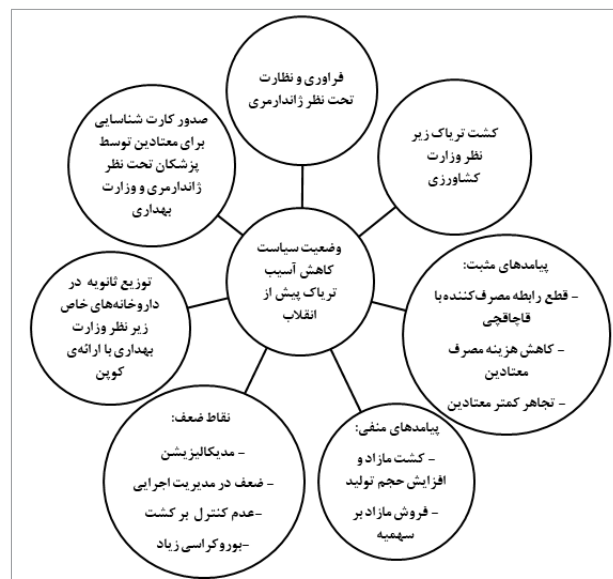 فراوری و نظارت
تحت نظر ژاندارمری
کشت تریاک زیر
نظر وزارت
کشاورزی
صدور کارت شناسایی
برای معتادین توسط
پزشکان تحت نظر
ژاندارمری و وزارت
بهداری
وضعیت سیاست
کاهش آسیب
تریاک پیش از
انقلاب
پیامدهای مثبت:
- قطع رابطه مصرف‌کننده با
قاچاقچی
- کاهش هزینه مصرف
معتادین
- تجاهر کمتر معتادین
توزیع ثانویه در
داروخانه‌های خاص
زیر نظر وزارت
بهداری با ارائه‌ی
کوپن
نقاط ضعف:
- مدیکالیزیشن
- ضعف در مدیریت اجرایی
-عدم کنترل بر کشت
-بوروکراسی زیاد
پیامدهای منفی:
- کشت مازاد و
افزایش حجم تولید
- فروش مازاد بر
سهمیه